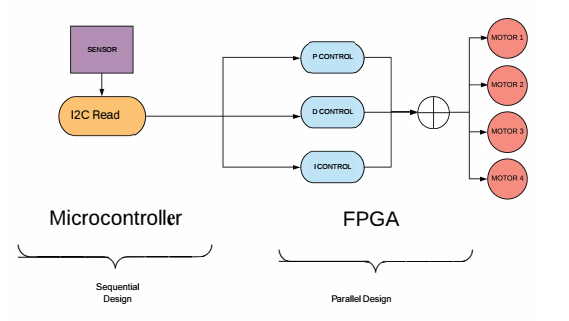 SENSOR
I2C Read
P CONTROL
D CONTROL
I CONTROL
MOTOR 1
MOTOR 2
MOTOR 3
MOTOR 4
Microcontroller
FPGA
Sequential
Design
Parallel Design